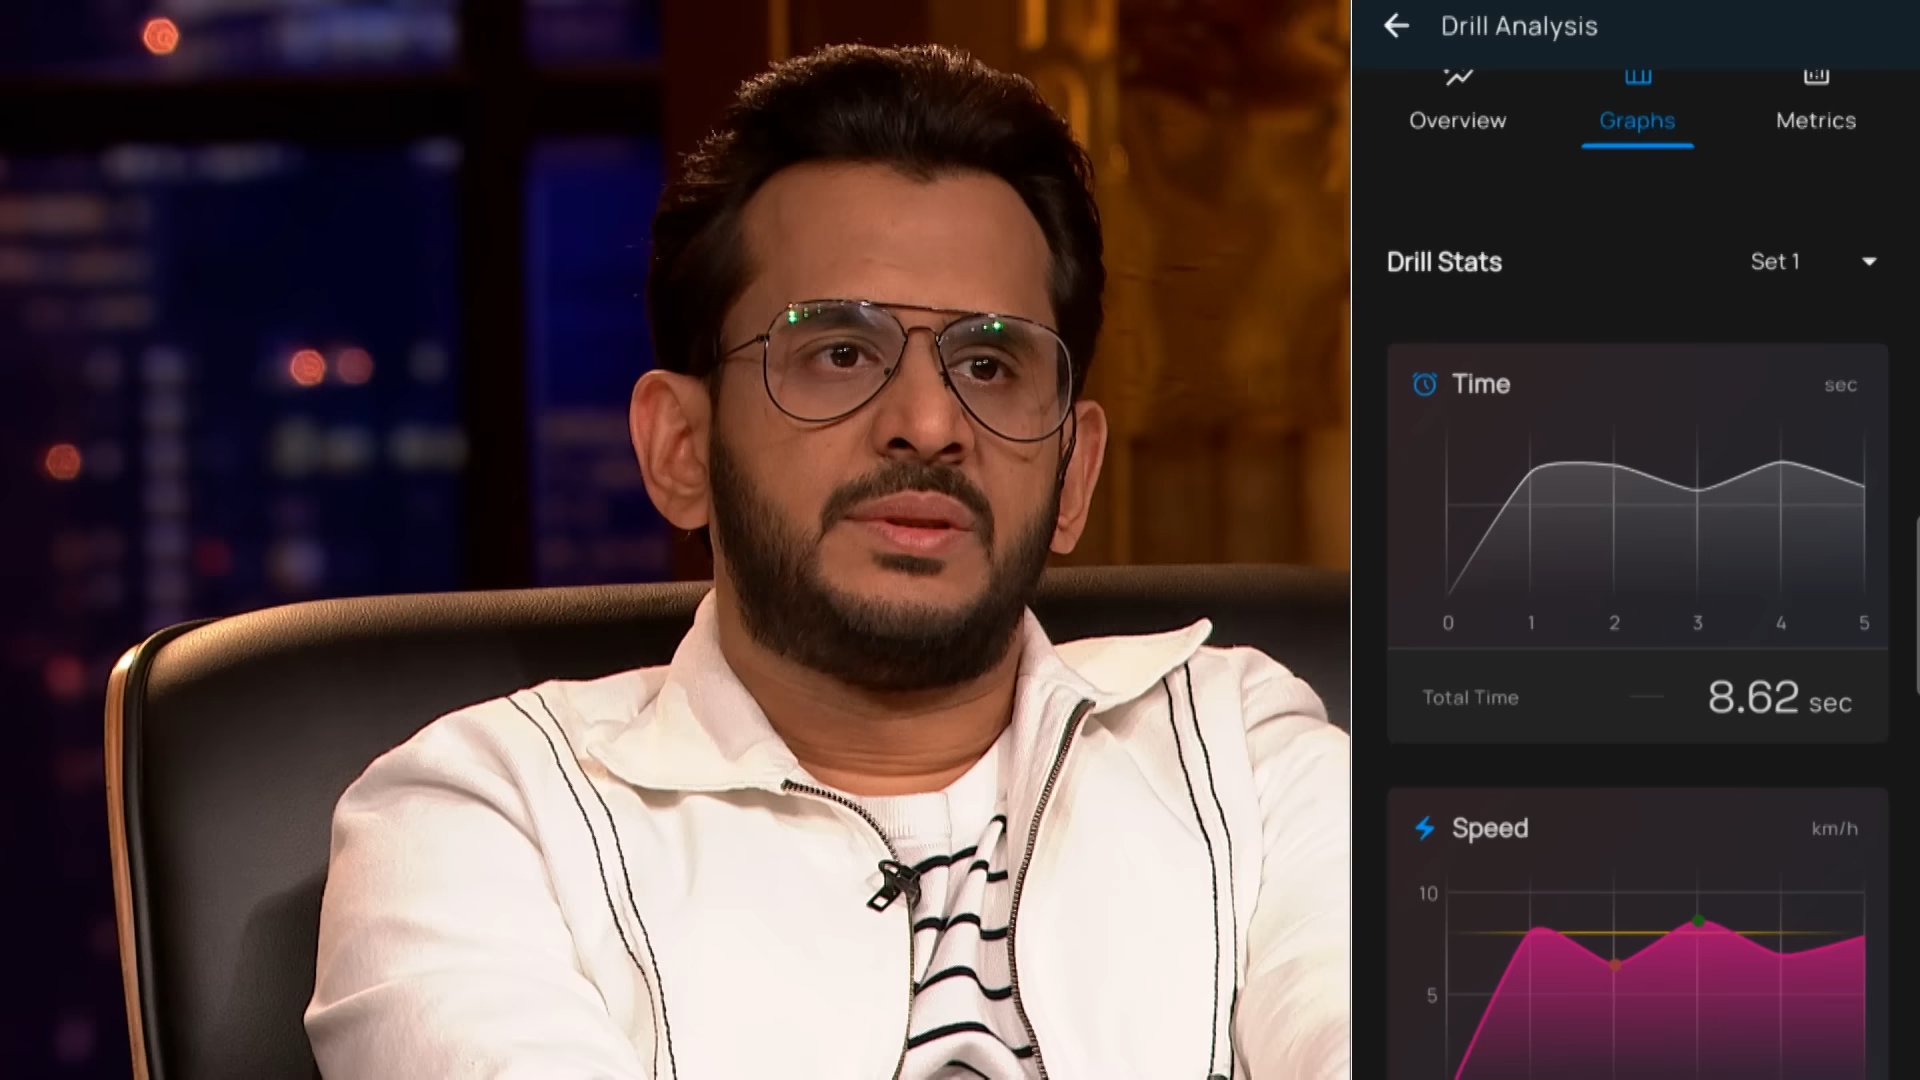 Drill Analysis
Overview Graphs Metrics
Drill Stats Set 1
Time sec
0 1 2 3 4 5
Total Time 8.62 sec
Speed km/h
10
5